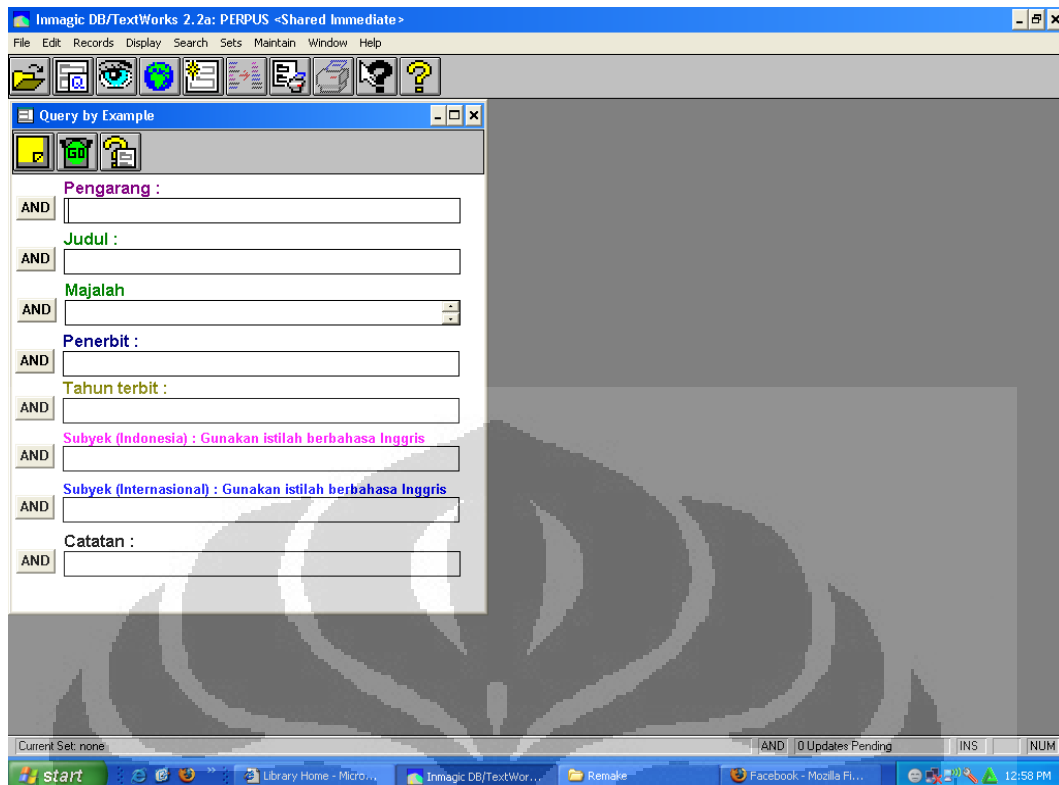 Inmagic DB/TextWorks 2.2a: PERPUS <Shared Immediate>
File Edit Records Display Search Sets Maintain Window Help
Query by Example
GO
Pengarang :
AND
Judul :
AND
Majalah
AND
Penerbit :
AND
Tahun terbit :
AND
Subyek (Indonesia) : Gunakan istilah berbahasa Inggris
AND
Subyek (Internasional) : Gunakan istilah berbahasa Inggris
AND
Catatan :
AND
Current Set: none AND 0 Updates Pending INS NUM
start Library Home - Micro... Inmagic DB/TextWor... Remake Facebook - Mozilla Fi... 12:58 PM